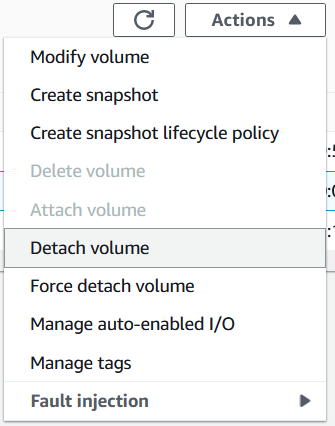 Actions
Modify volume
Create snapshot
Create snapshot lifecycle policy
Delete volume
Attach volume
Detach volume
Force detach volume
Manage auto-enabled I/O
Manage tags
Fault injection